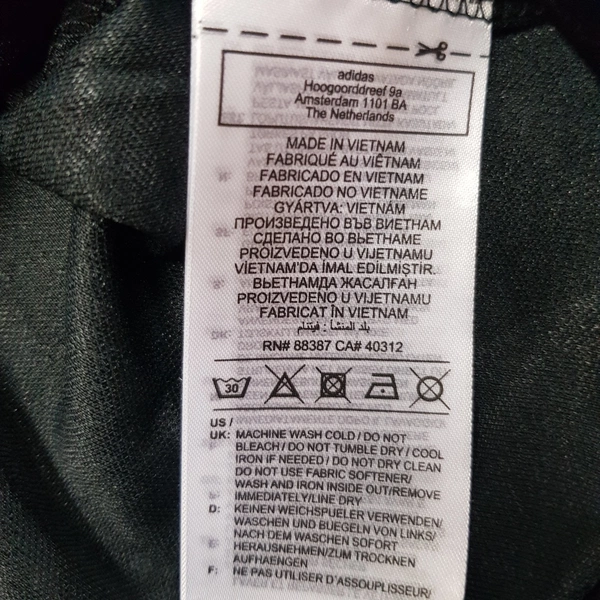 adidas
Hoogoorddreef 9a
Amsterdam 1101 BA
The Netherlands
MADE IN VIETNAM
FABRIQUÉ AU VIÊTNAM
FABRICADO EN VIETNAM
FABRICADO NO VIETNAME
GYÁRTVA: VIETNÁM
ПРОИЗВЕДЕНО ВЪВ ВИЕТНАМ
СДЕЛАНО ВО ВЬЕТНАМЕ
PROIZVEDENO U VIJETNAMU
VİETNAM'DA İMAL EDİLMİŞTİR.
ВЬЕТНАМДА ЖАСАЛҒАН
PROIZVEDENO U VIJETNAMU
FABRICAT ÎN VIETNAM
بلد المنشأ : فيتنام
RN# 88387 CA# 40312
30
US /
UK: MACHINE WASH COLD / DO NOT
BLEACH / DO NOT TUMBLE DRY / COOL
IRON IF NEEDED / DO NOT DRY CLEAN
DO NOT USE FABRIC SOFTENER/
WASH AND IRON INSIDE OUT/REMOVE
IMMEDIATELY/LINE DRY
D: KEINEN WEICHSPUELER VERWENDEN/
WASCHEN UND BUEGELN VON LINKS/
NACH DEM WASCHEN SOFORT
HERAUSNEHMEN/ZUM TROCKNEN
AUFHAENGEN
F: NE PAS UTILISER D'ASSOUPLISEUR/